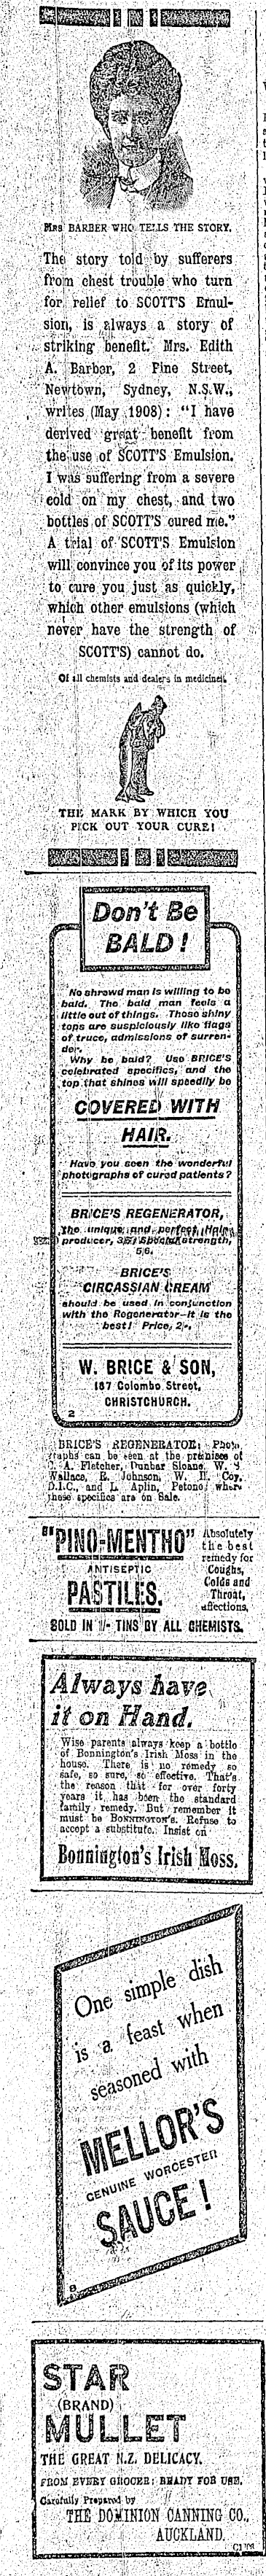 MRS BARBER WHO TELLS THE STORY.
The story told by sufferers
from chest trouble who turn
for relief to SCOTT'S Emul-
sion, is always a story of
striking benefit. Mrs. Edith
A. Barbar, 2 Pine Street,
Newtown, Sydney, N.S.W.,
writes (May 1908): "I have
derived great benefit from
the use of SCOTT'S Emulsion.
I was suffering from a severe
cold on my chest, and two
bottles of SCOTT'S cured me."
A trial of SCOTT'S Emulsion
will convince you of its power
to cure you just as quickly,
which other emulsions (which
never have the strength of
SCOTT'S) cannot do.
Of all chemists and dealers in medicines.
THE MARK BY WHICH YOU
PICK OUT YOUR CURE!
Don't Be
BALD!
No shrewd man is willing to be
bald. The bald man feels a
little out of things. Those shiny
tops are suspiciously like flags
of truce, admissions of surren-
der.
Why be bald? Use BRICE'S
celebrated specifics, and the
top that shines will speedily be
COVERED WITH
HAIR.
Have you seen the wonderful
photographs of cured patients?
BRICE'S REGENERATOR,
the unique and perfect Hair
producer, 3/6; Special strength,
5/6.
BRICE'S
CIRCASSIAN CREAM
should be used in conjunction
with the Regenerator—it is the
best! Price, 2/-.
W. BRICE & SON,
187 Colombo Street,
CHRISTCHURCH.
2
BRICE'S REGENERATOR! Photo,
graphs can be seen at the premises of
A. Fletcher, Dunbar Sloane, W.
Wallace, E. Johnson, W. H. Coy,
D.I.C., and L. Aplin, Petone, where
these specifics are on Sale.
"PINO-MENTHO"
ANTISEPTIC
PASTILES.
Absolutely
the best
remedy for
Coughs,
Colds and
Throat,
affections,
SOLD IN 1/- TINS BY ALL CHEMISTS.
Always have
it on Hand.
Wise parents always keep a bottle
of Bonnington's Irish Moss in the
house. There is no remedy so
safe, so sure, so effective. That's
the reason that for over forty
years it has been the standard
family remedy. But remember it
must be BONNINGTON'S. Refuse to
accept a substitute. Insist on
Bonnington's Irish Moss.
One simple dish
is a feast when
seasoned with
MELLOR'S
GENUINE WORCESTER
SAUCE!
8
STAR
(BRAND)
MULLET
THE GREAT N.Z. DELICACY.
FROM EVERY GROCER: READY FOR USE.
Carefully Prepared by
THE DOMINION CANNING CO.,
AUCKLAND.